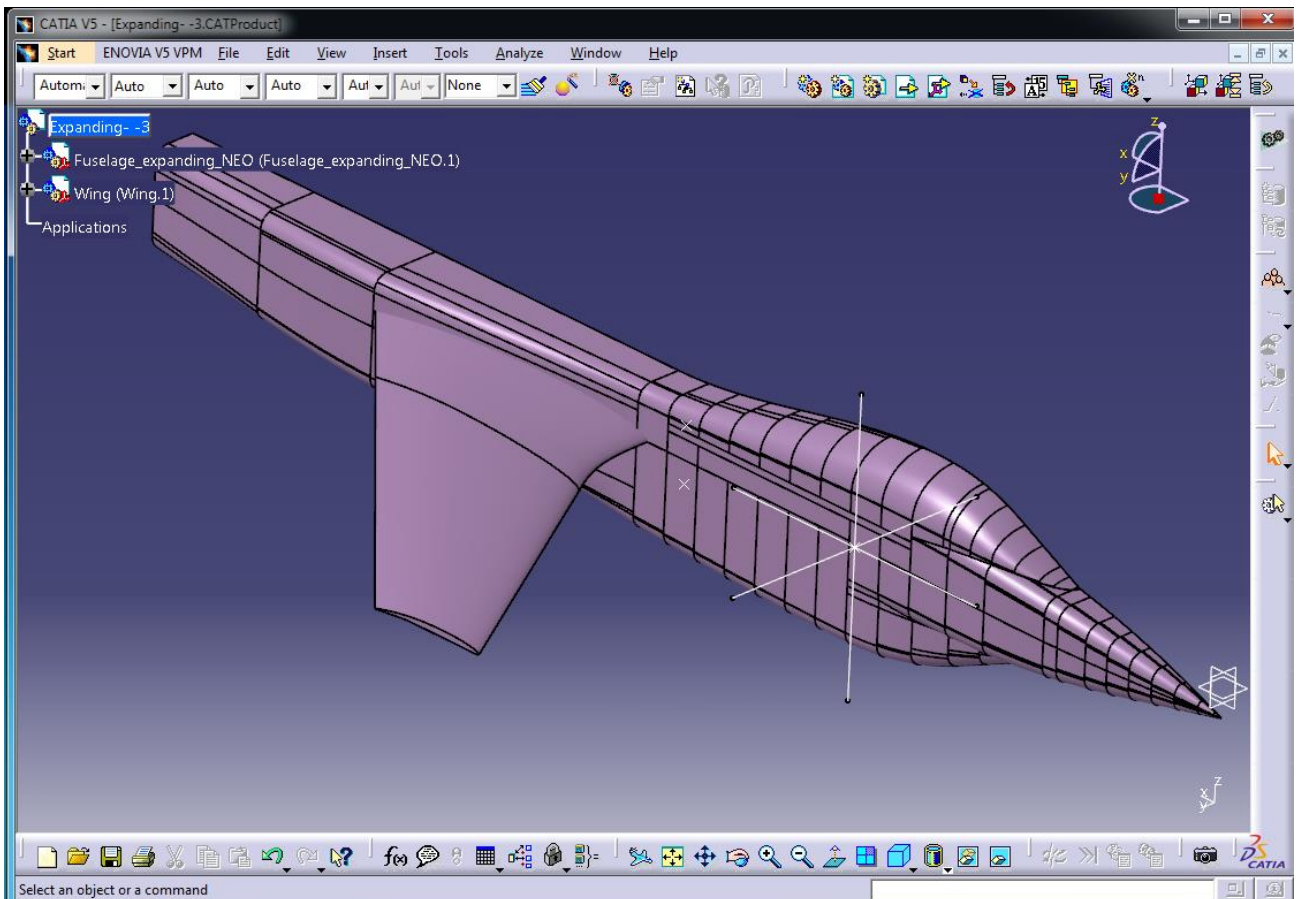 CATIA V5 - [Expanding- -3.CATProduct]
Start ENOVIA V5 VPM File Edit View Insert Tools Analyze Window Help
Auto Auto Auto None
Expanding- -3
Fuselage_expanding_NEO (Fuselage_expanding_NEO.1)
Wing (Wing.1)
Applications
z
x
y
z
x
y
f(x)
CATIA
Select an object or a command